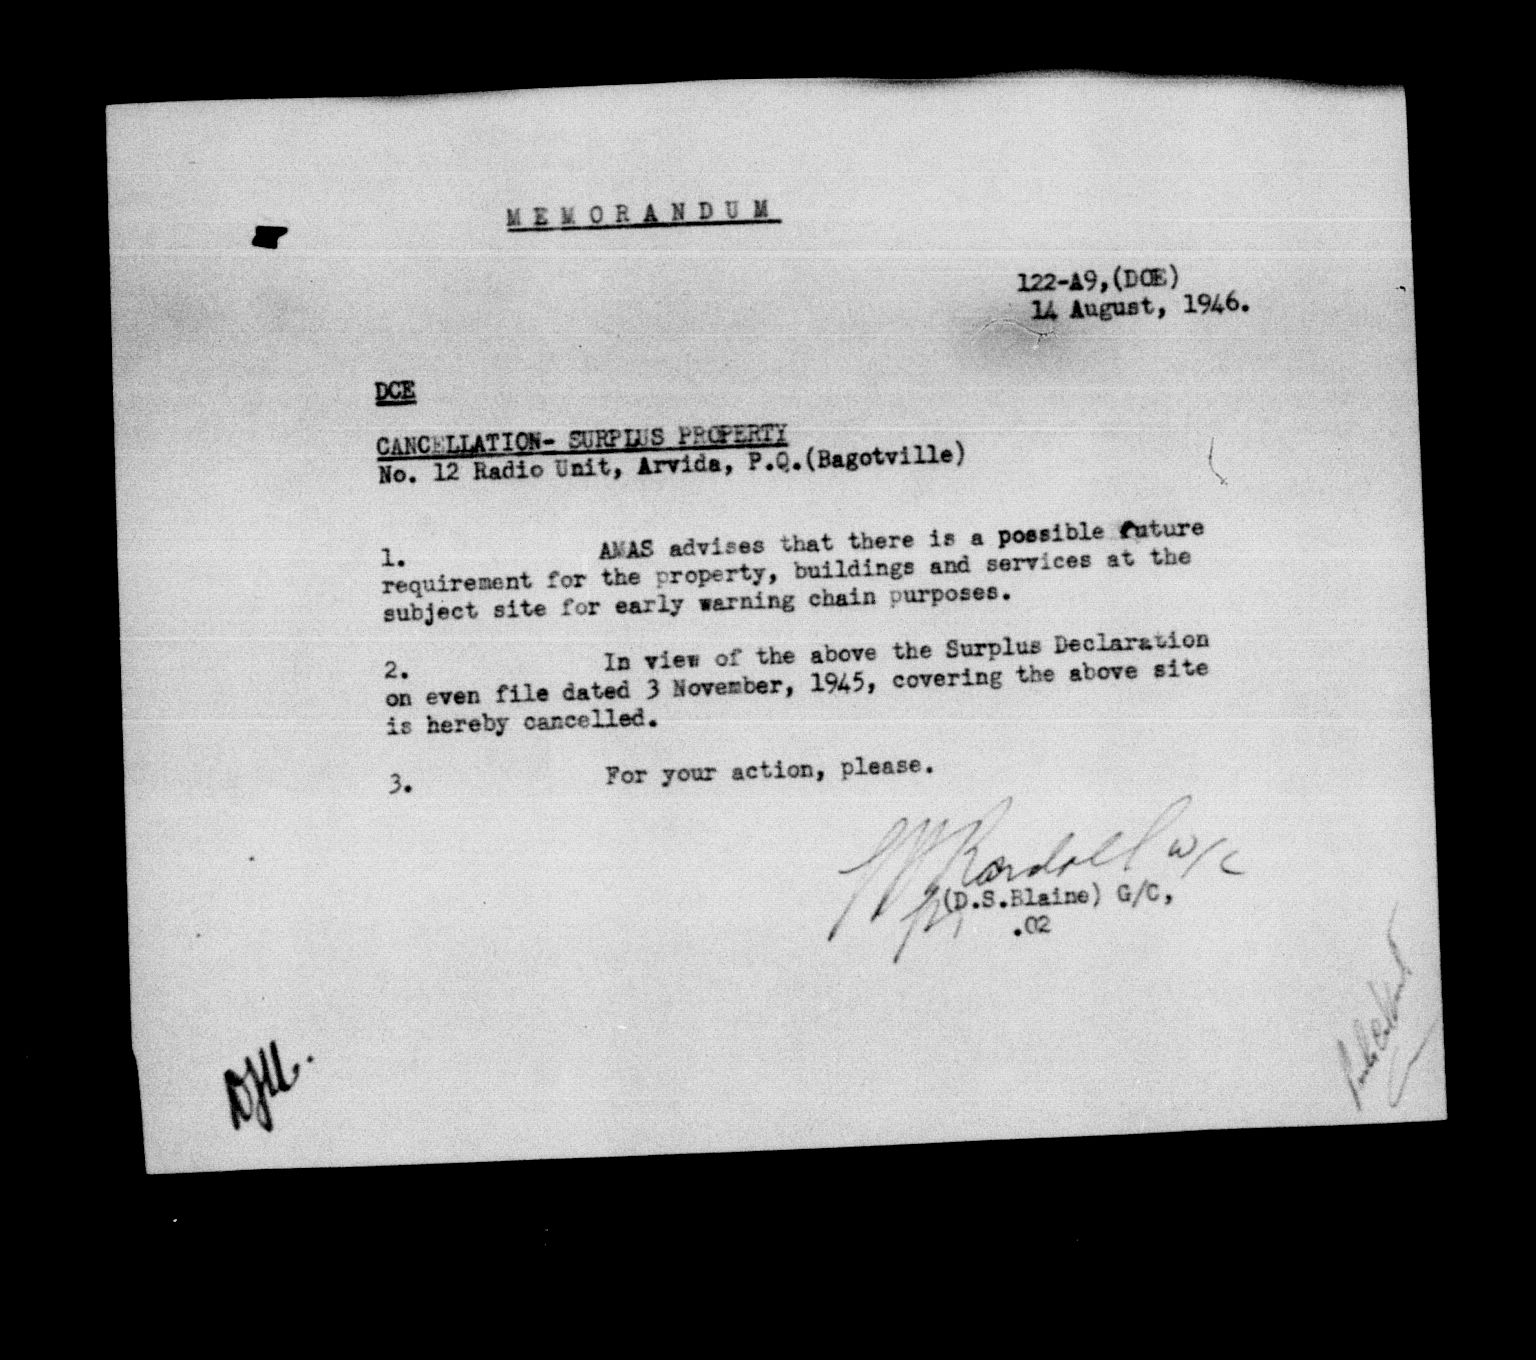 MEMORANDUM
122-A9,(DOE)
14 August, 1946.
DCE
CANCELLATION- SURPLUS PROPERTY
No. 12 Radio Unit, Arvida, P.Q.(Bagotville)
1. AMAS advises that there is a possible future
requirement for the property, buildings and services at the
subject site for early warning chain purposes.
2. In view of the above the Surplus Declaration
on even file dated 3 November, 1945, covering the above site
is hereby cancelled.
3. For your action, please.
Randall W/C
(D.S.Blaine) G/C,
.02